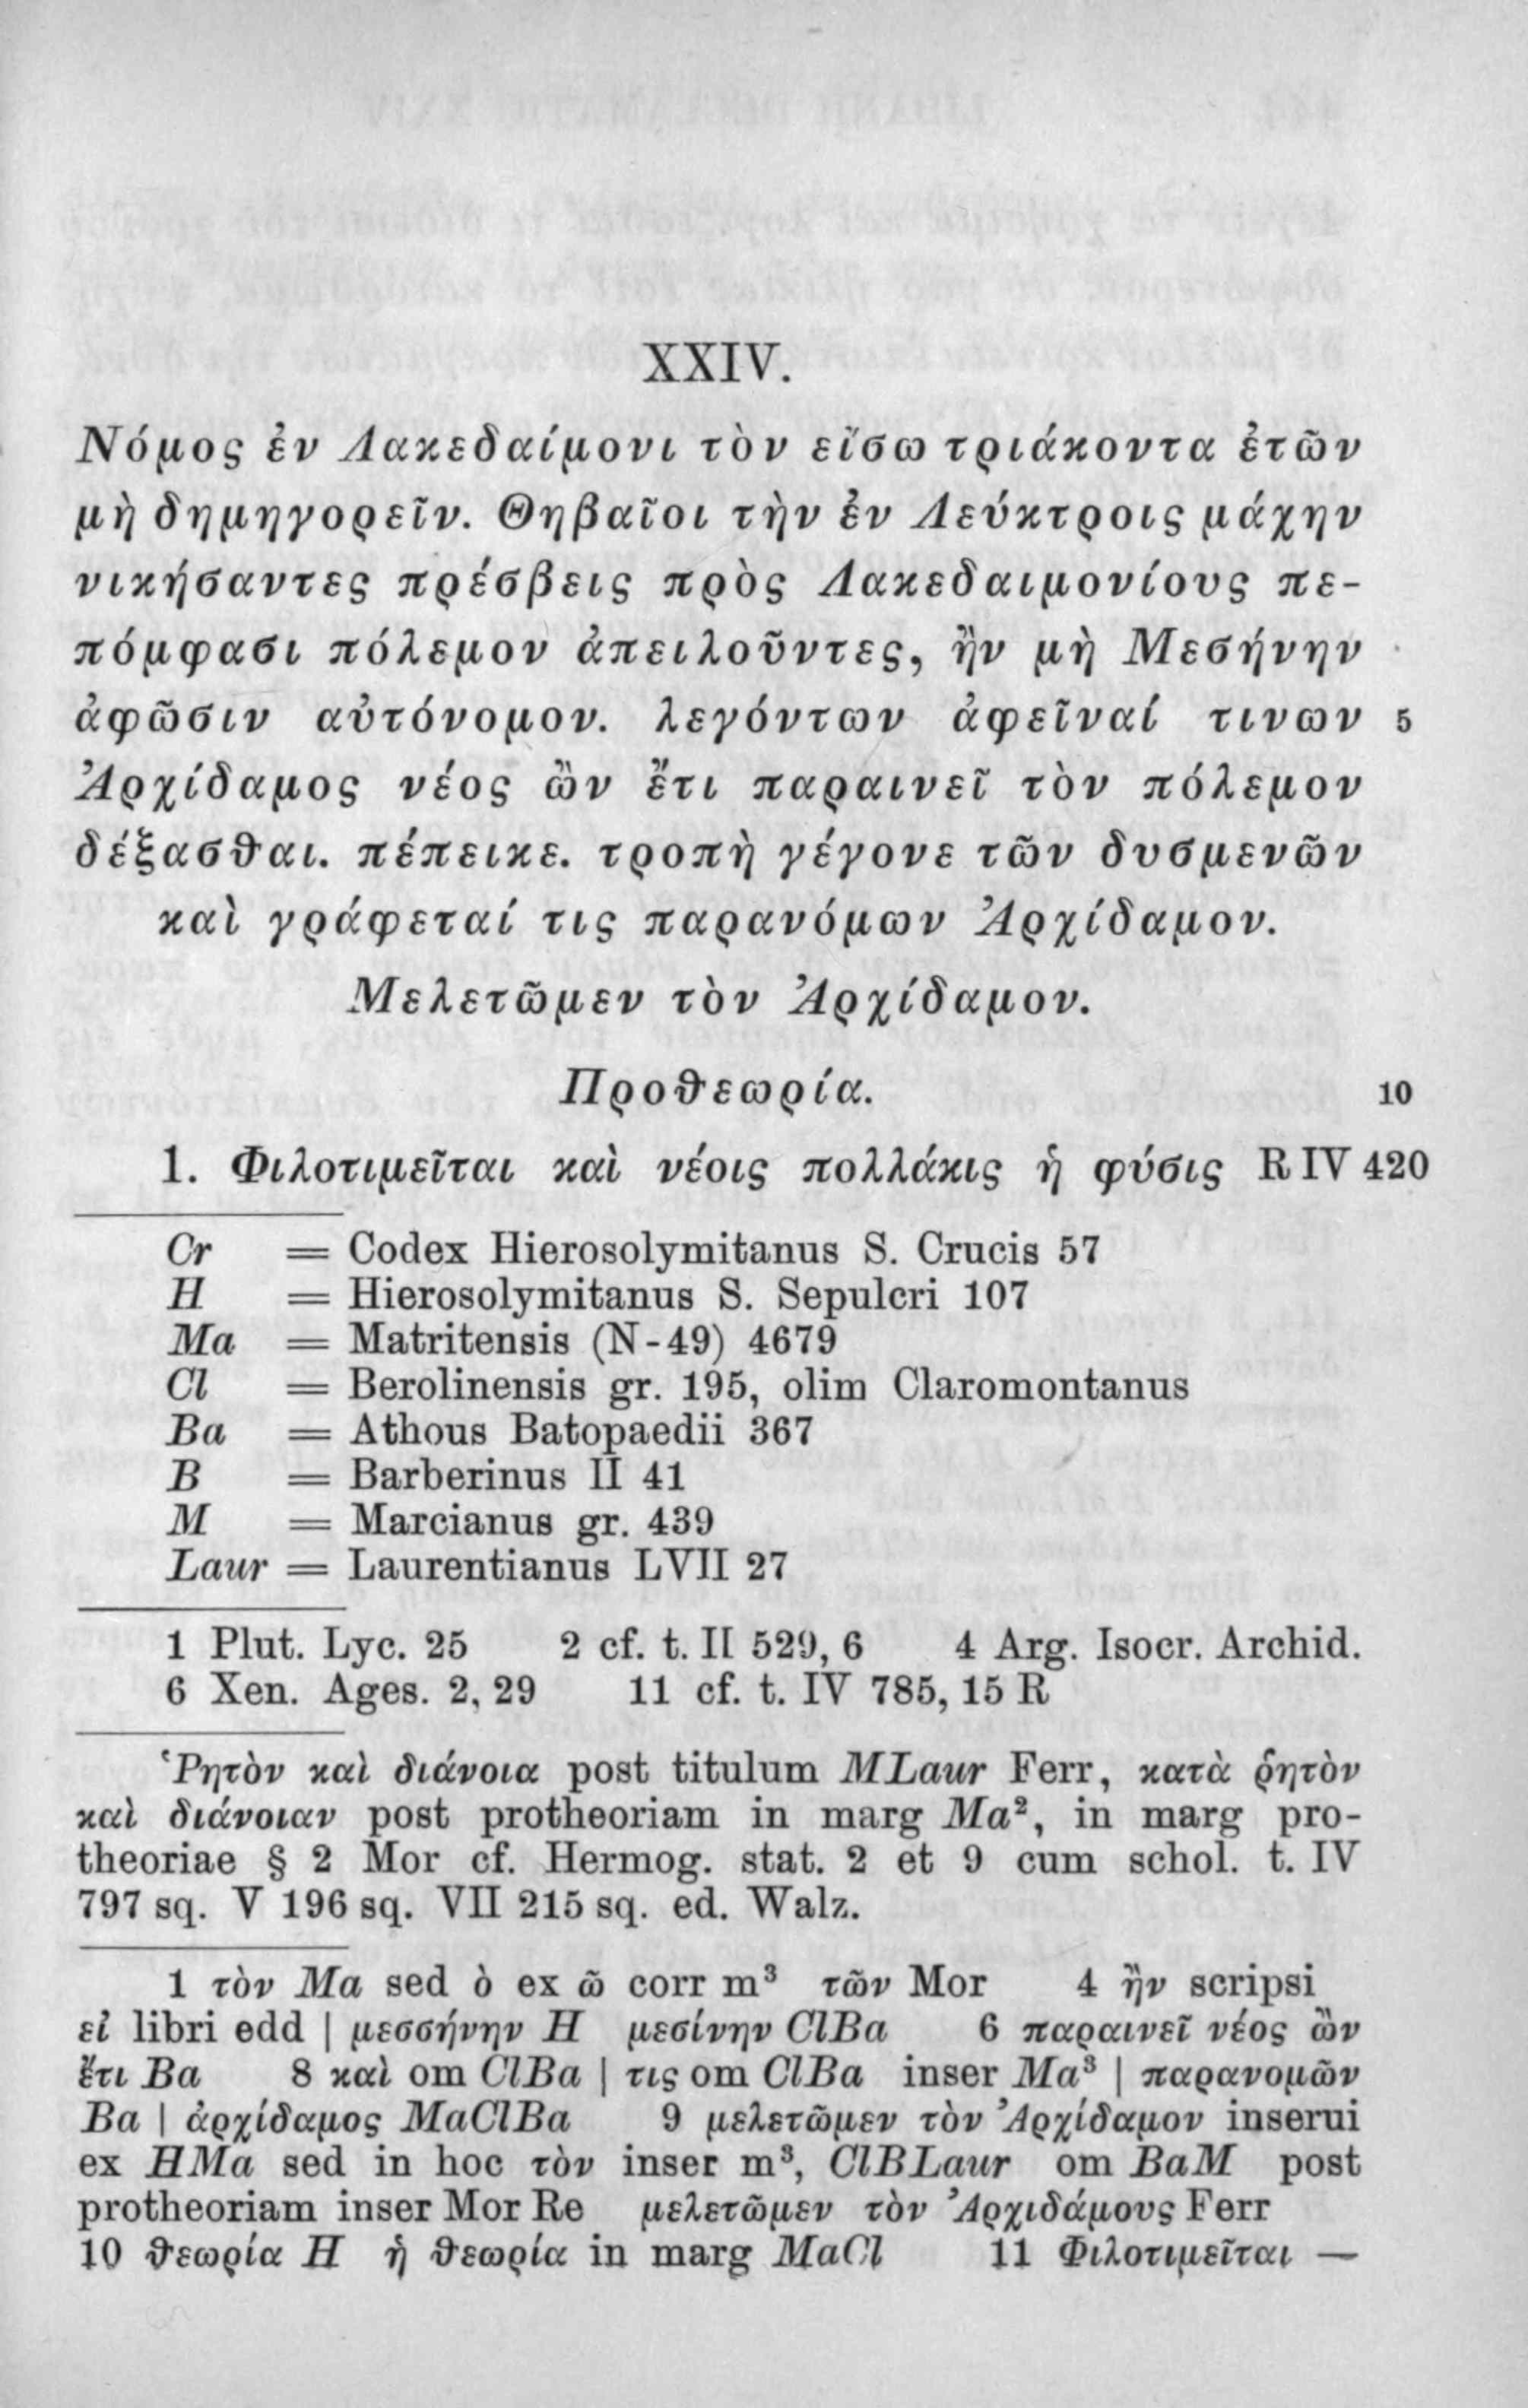 XXIV.
Νόμος ἐν Λακεδαίμονι τὸν εἴσω τριάκοντα ἐτῶν
μὴ δημηγορεῖν. Θηβαῖοι τὴν ἐν Λεύκτροις μάχην
νικήσαντες πρέσβεις πρὸς Λακεδαιμονίους πε-
πόμφασι πόλεμον ἀπειλοῦντες, ἢν μὴ Μεσήνην
ἀφῶσιν αὐτόνομον. λεγόντων ἀφεῖναί τινων 5
Ἀρχίδαμος νέος ὢν ἔτι παραινεῖ τὸν πόλεμον
δέξασθαι. πέπεικε. τροπὴ γέγονε τῶν δυσμενῶν
καὶ γράφεταί τις παρανόμων Ἀρχίδαμον.
Μελετῶμεν τὸν Ἀρχίδαμον.
Προθεωρία. 10
1. Φιλοτιμεῖται καὶ νέοις πολλάκις ἡ φύσις R IV 420
Cr = Codex Hierosolymitanus S. Crucis 57
H = Hierosolymitanus S. Sepulcri 107
Ma = Matritensis (N-49) 4679
Cl = Berolinensis gr. 195, olim Claromontanus
Ba = Athous Batopaedii 367
B = Barberinus II 41
M = Marcianus gr. 439
Laur = Laurentianus LVII 27
1 Plut. Lyc. 25 2 cf. t. II 529, 6 4 Arg. Isocr. Archid.
6 Xen. Ages. 2, 29 11 cf. t. IV 785, 15 R
Ῥητὸν καὶ διάνοια post titulum MLaur Ferr, κατὰ ῥητὸν
καὶ διάνοιαν post protheoriam in marg Ma², in marg pro-
theoriae § 2 Mor cf. Hermog. stat. 2 et 9 cum schol. t. IV
797 sq. V 196 sq. VII 215 sq. ed. Walz.
1 τὸν Ma sed ὸ ex ῶ corr m³ τῶν Mor 4 ἢν scripsi
εἰ libri edd | μεσσήνην H μεσίνην ClBa 6 παραινεῖ νέος ὢν
ἔτι Ba 8 καὶ om ClBa | τις om ClBa inser Ma³ | παρανομῶν
Ba | ἀρχίδαμος MaClBa 9 μελετῶμεν τὸν Ἀρχίδαμον inserui
ex HMa sed in hoc τὸν inser m³, ClBLaur om BaM post
protheoriam inser Mor Re μελετῶμεν τὸν Ἀρχιδάμους Ferr
10 θεωρία H ἡ θεωρία in marg MaCl 11 Φιλοτιμεῖται —